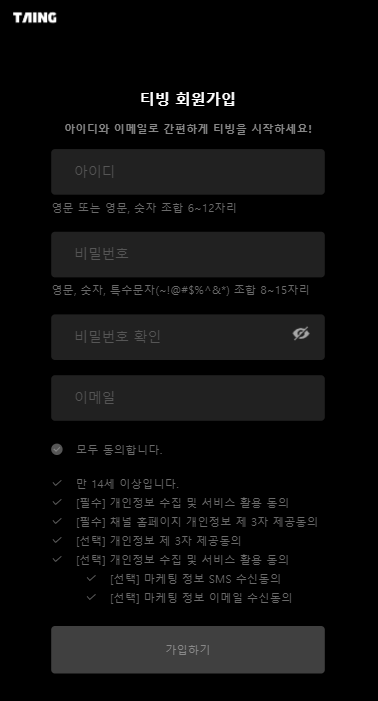 TAING
티빙 회원가입
아이디와 이메일로 간편하게 티빙을 시작하세요!
아이디
영문 또는 영문, 숫자 조합 6~12자리
비밀번호
영문, 숫자, 특수문자(~!@#$%^&*) 조합 8~15자리
비밀번호 확인
이메일
모두 동의합니다.
만 14세 이상입니다.
[필수] 개인정보 수집 및 서비스 활용 동의
[필수] 채널 홈페이지 개인정보 제 3자 제공동의
[선택] 개인정보 제 3자 제공동의
[선택] 개인정보 수집 및 서비스 활용 동의
[선택] 마케팅 정보 SMS 수신동의
[선택] 마케팅 정보 이메일 수신동의
가입하기